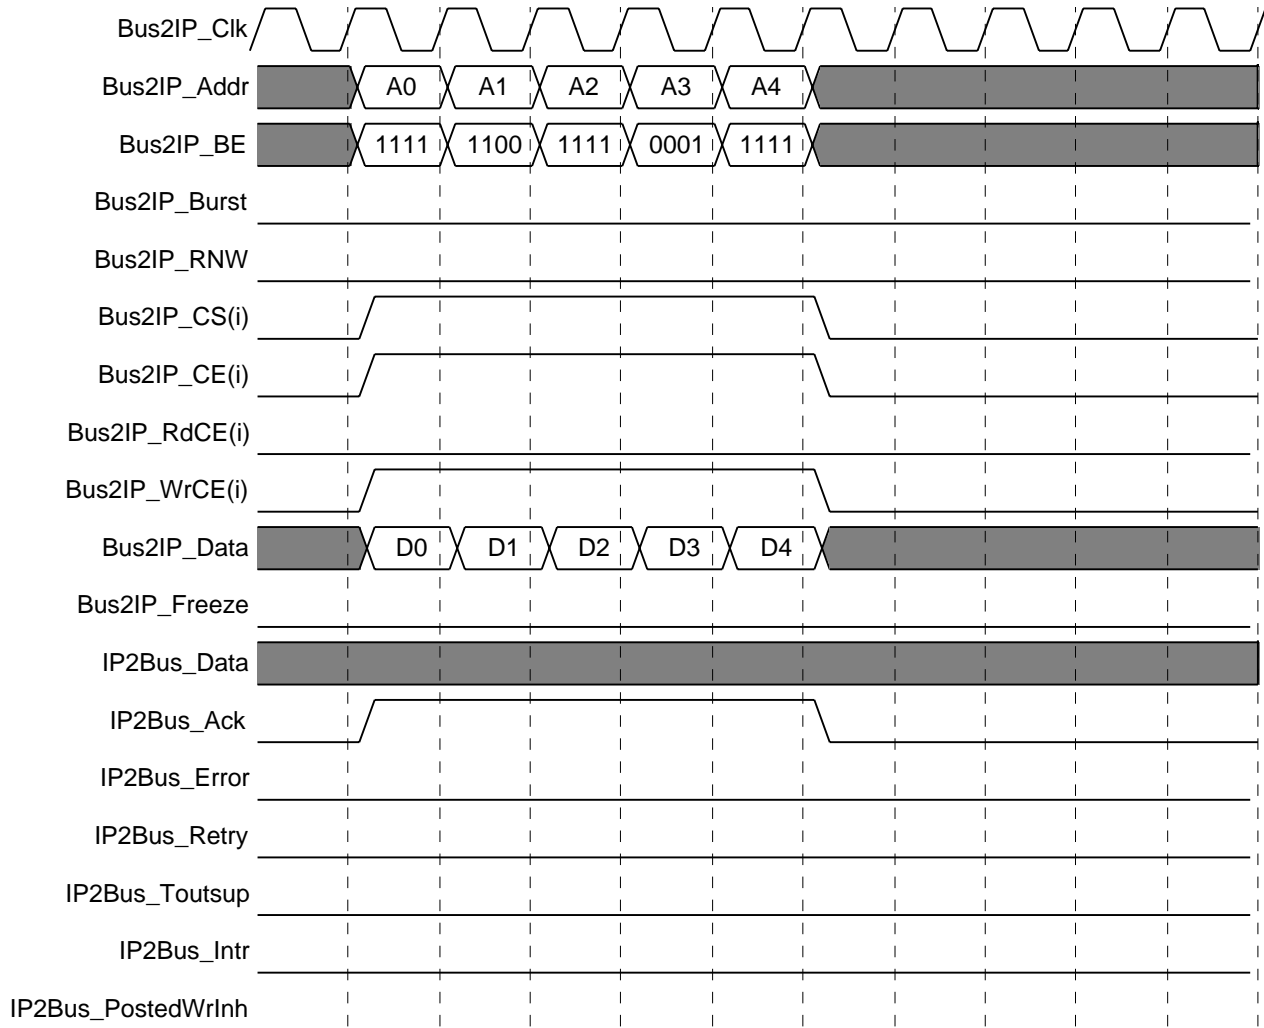 Bus2IP_Clk
Bus2IP_Addr A0 A1 A2 A3 A4
Bus2IP_BE 1111 1100 1111 0001 1111
Bus2IP_Burst
Bus2IP_RNW
Bus2IP_CS(i)
Bus2IP_CE(i)
Bus2IP_RdCE(i)
Bus2IP_WrCE(i)
Bus2IP_Data D0 D1 D2 D3 D4
Bus2IP_Freeze
IP2Bus_Data
IP2Bus_Ack
IP2Bus_Error
IP2Bus_Retry
IP2Bus_Toutsup
IP2Bus_Intr
IP2Bus_PostedWrInh